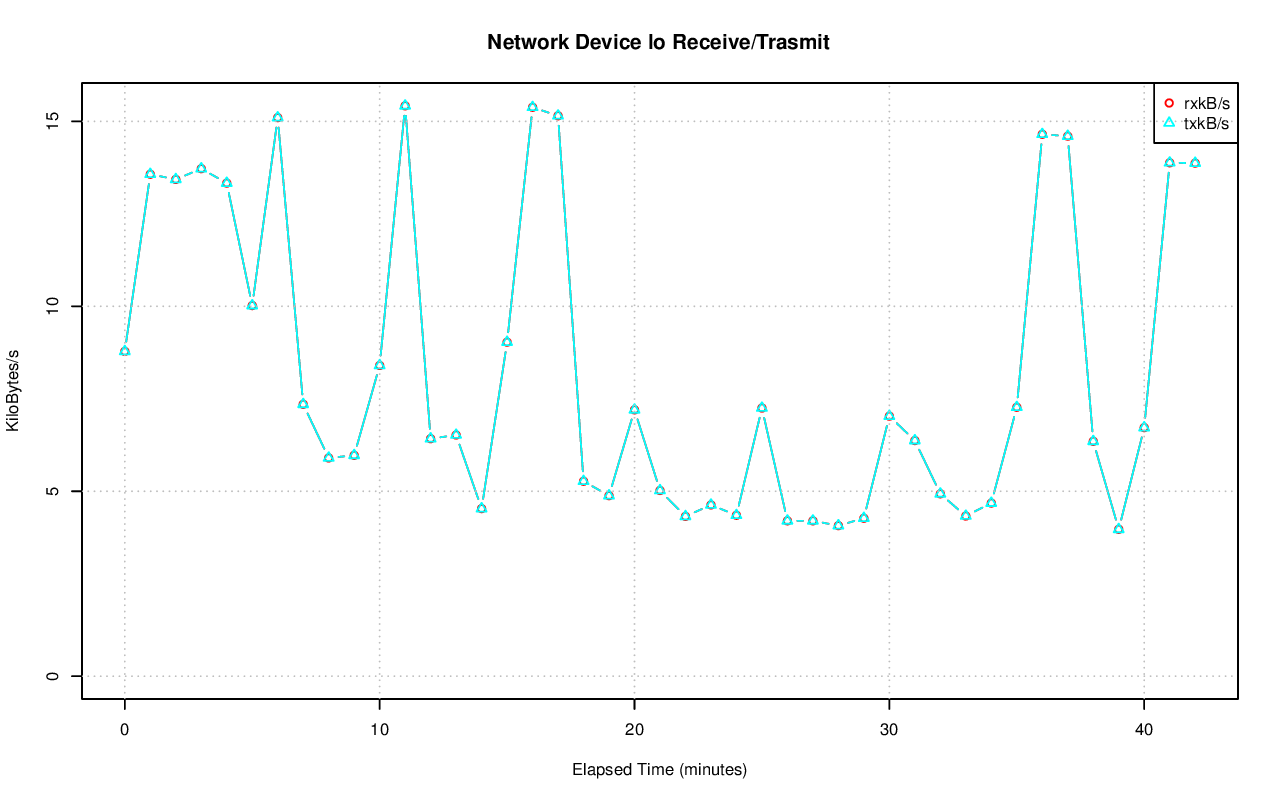 Network Device lo Receive/Trasmit
rxkB/s
txkB/s
KiloBytes/s
15
10
5
0
0 10 20 30 40
Elapsed Time (minutes)